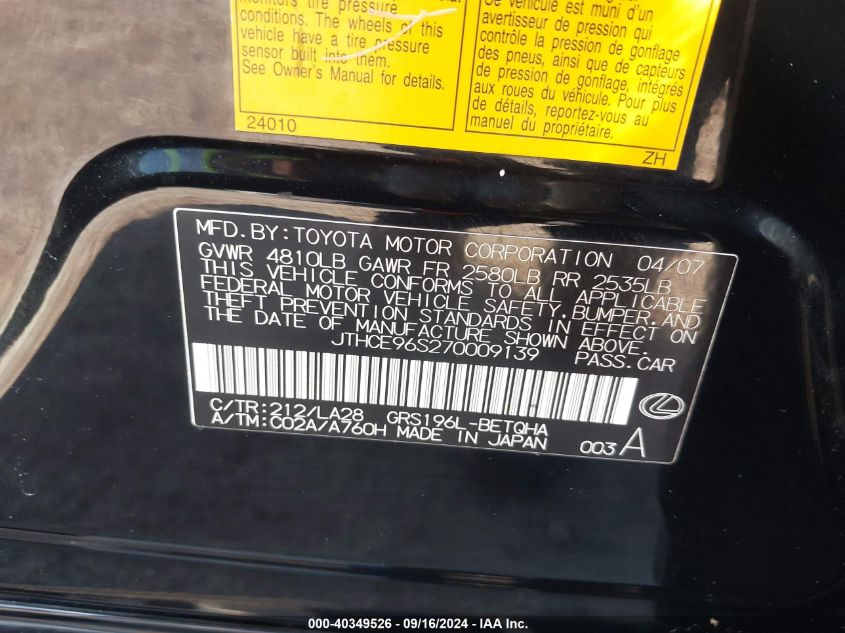 monitors tire pressure
conditions. The wheels of this
vehicle have a tire pressure
sensor built into them.
See Owner's Manual for details.
24010
Ce véhicule est muni d'un
avertisseur de pression qui
contrôle la pression de gonflage
des pneus, ainsi que de capteurs
de pression de gonflage, intégrés
aux roues du véhicule. Pour plus
de détails, reportez-vous au
manuel du propriétaire.
ZH
MFD.BY:TOYOTA MOTOR CORPORATION 04/07
GVWR 4810LB GAWR FR 2580LB RR 2535LB
THIS VEHICLE CONFORMS TO ALL APPLICABLE
FEDERAL MOTOR VEHICLE SAFETY,BUMPER,AND
THEFT PREVENTION STANDARDS IN EFFECT ON
THE DATE OF MANUFACTURE SHOWN ABOVE.
JTHCE96S270009139 PASS.CAR
C/TR:212/LA28 GRS196L-BETQHA
A/TM:C02A/A760H MADE IN JAPAN 003A
000-40349526 - 09/16/2024 - IAA Inc.